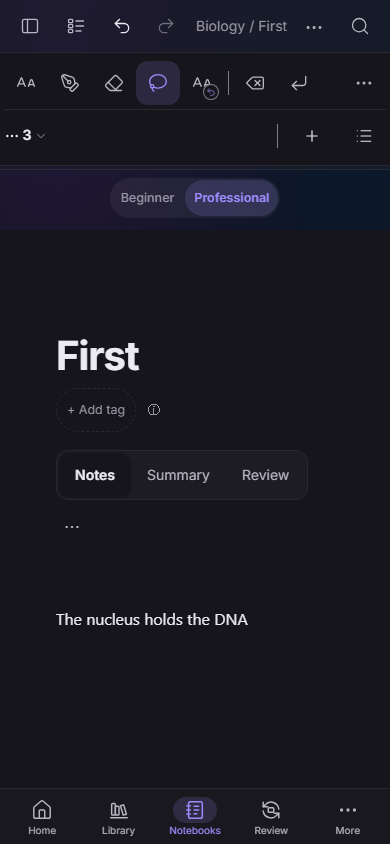 Biology / First
AA
AA
... 3
Beginner
Professional
First
+ Add tag
Notes
Summary
Review
...
The nucleus holds the DNA
Home
Library
Notebooks
Review
More